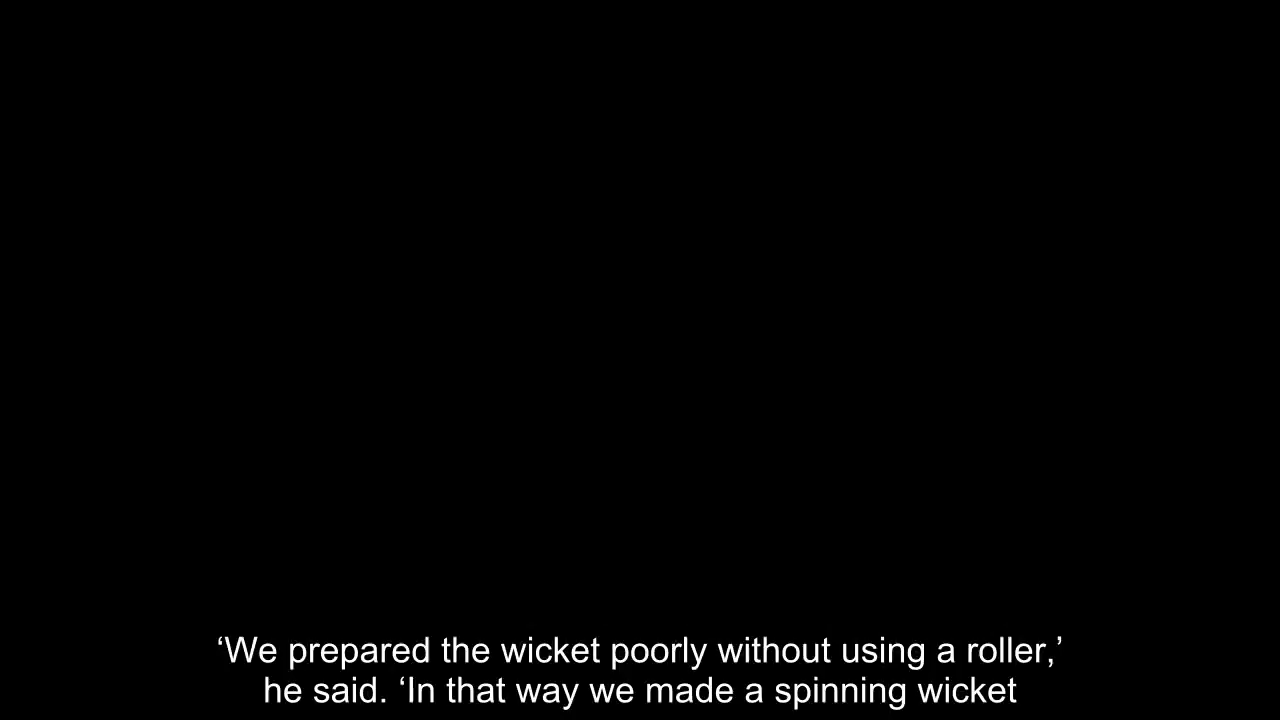 ‘We prepared the wicket poorly without using a roller,’
he said. ‘In that way we made a spinning wicket